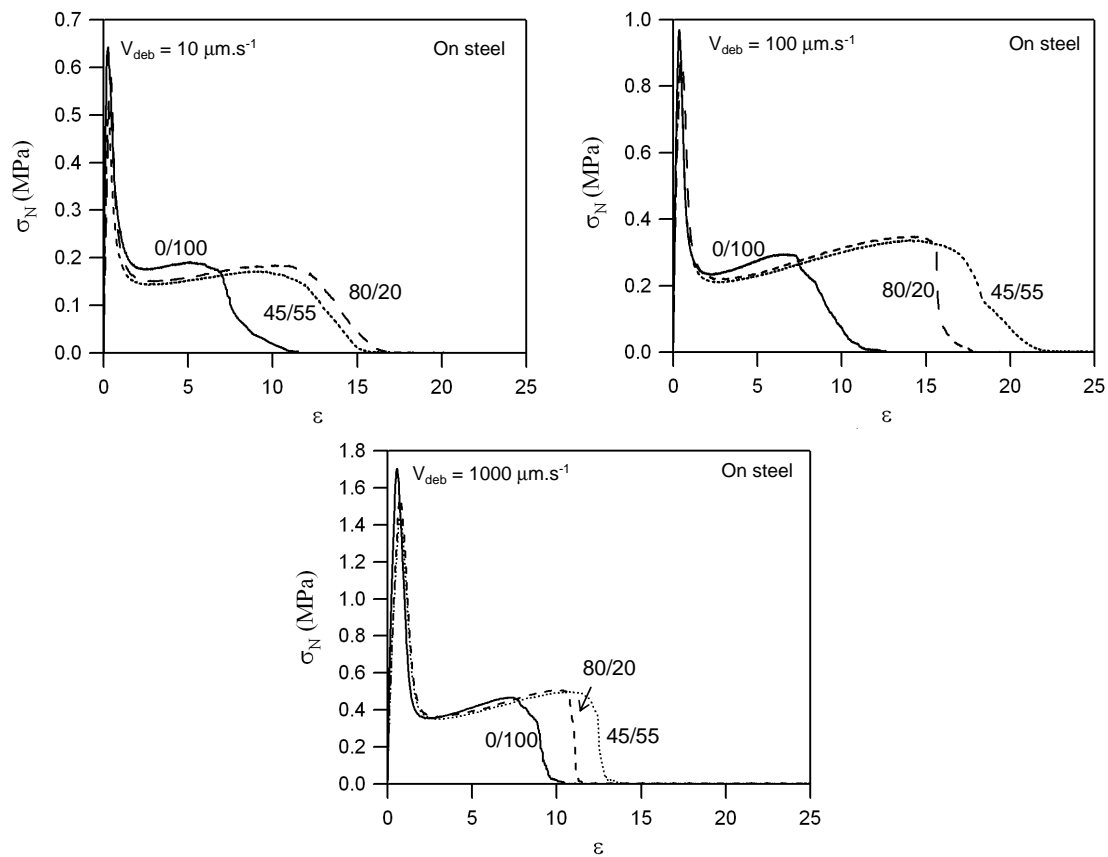 V_deb = 10 μm.s⁻¹ On steel
0.7
0.6
0.5
0.4
0.3
0.2
0.1
0.0
σ_N (MPa)
0/100
45/55
80/20
0 5 10 15 20 25
ε
V_deb = 100 μm.s⁻¹ On steel
1.0
0.8
0.6
0.4
0.2
0.0
σ_N (MPa)
0/100
80/20
45/55
0 5 10 15 20 25
ε
V_deb = 1000 μm.s⁻¹ On steel
1.8
1.6
1.4
1.2
1.0
0.8
0.6
0.4
0.2
0.0
σ_N (MPa)
80/20
0/100
45/55
0 5 10 15 20 25
ε